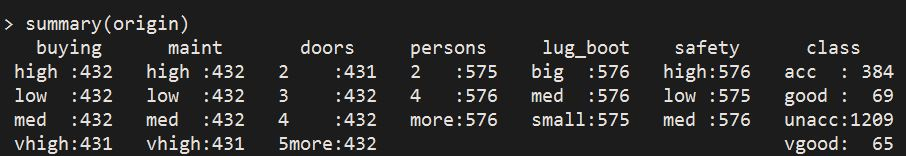 > summary(origin)
  buying      maint       doors       persons     lug_boot     safety      class
 high :432   high :432   2    :431   2   :575   big  :576   high:576   acc  : 384
 low  :432   low  :432   3    :432   4   :576   med  :576   low :575   good :  69
 med  :432   med  :432   4    :432   more:576   small:575   med :576   unacc:1209
 vhigh:431   vhigh:431   5more:432                                     vgood:  65